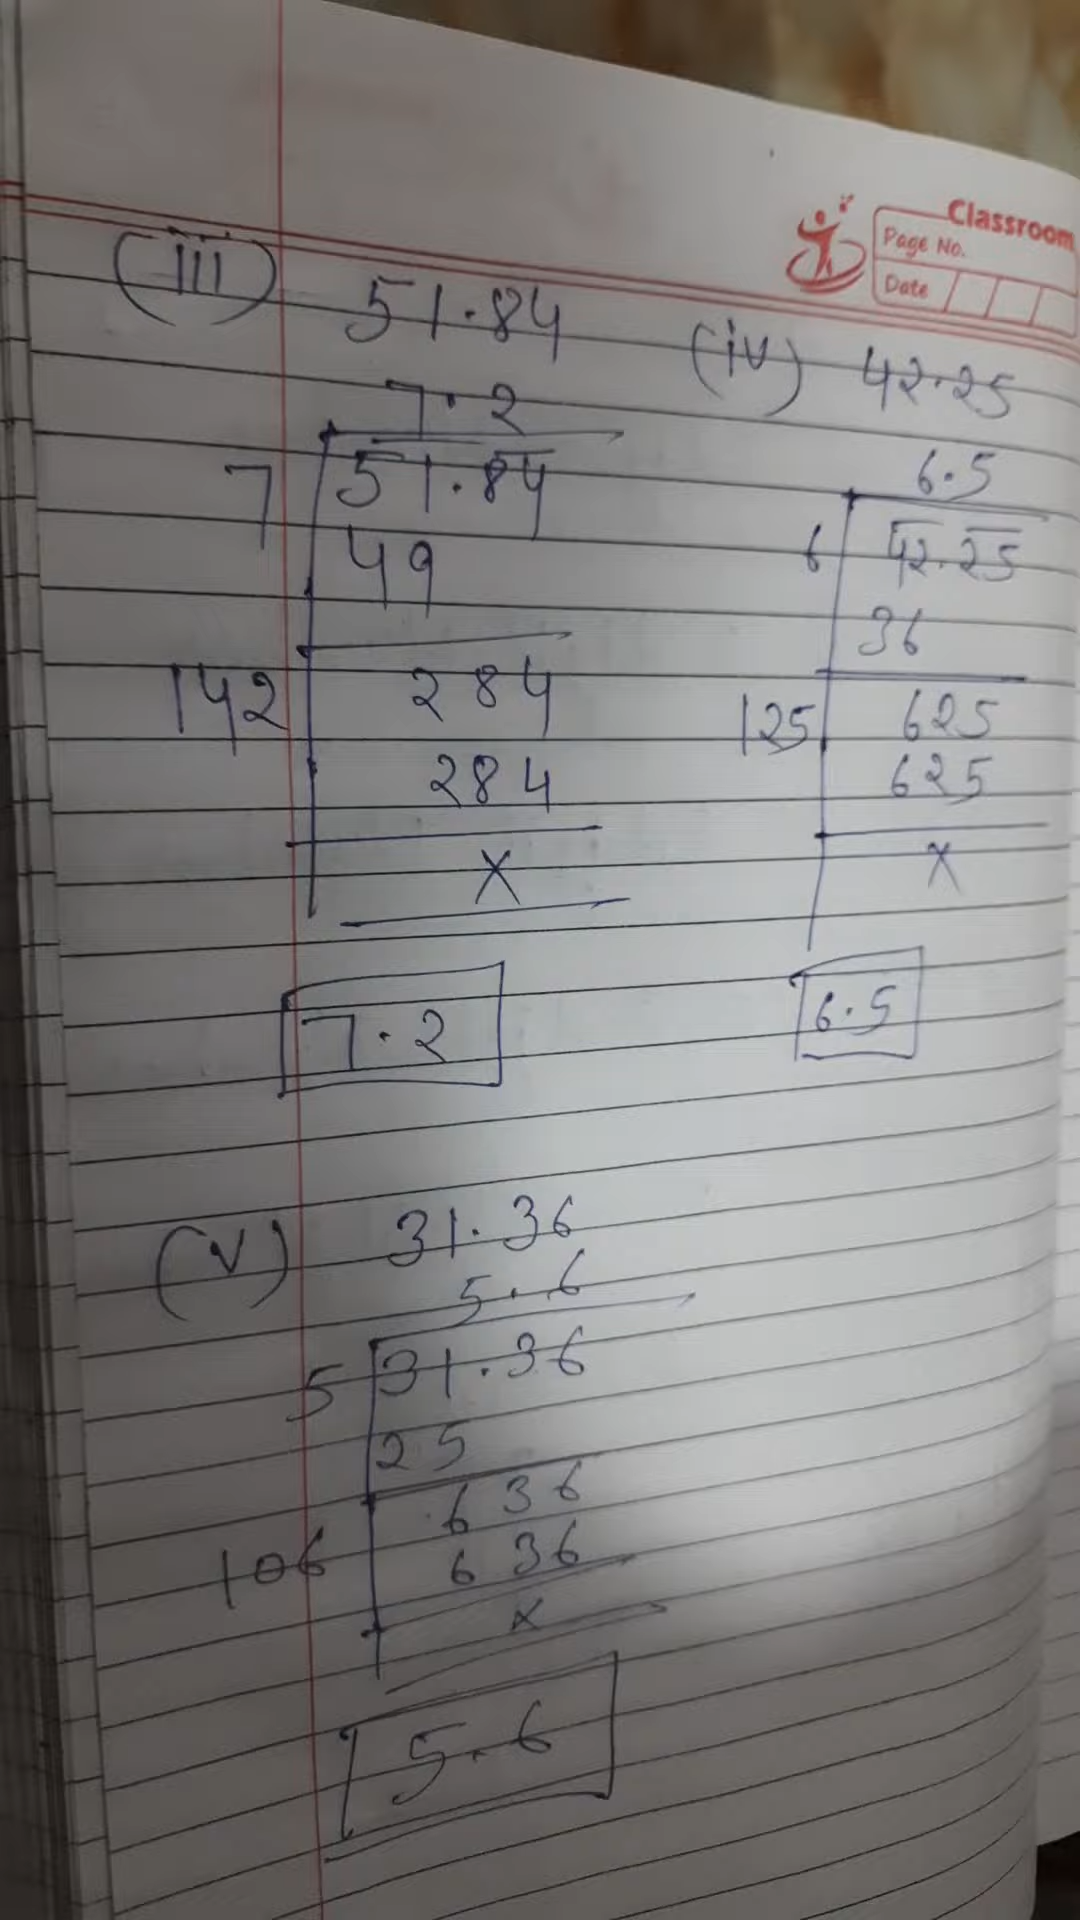 Classroom
Page No.
Date
(iii) 51.84
7.2
7 51.84
49
142 284
284
X
7.2
(iv) 42.25
6.5
6 42.25
36
125 625
625
X
6.5
(v) 31.36
5.6
5 31.36
25
636
106 636
x
5.6